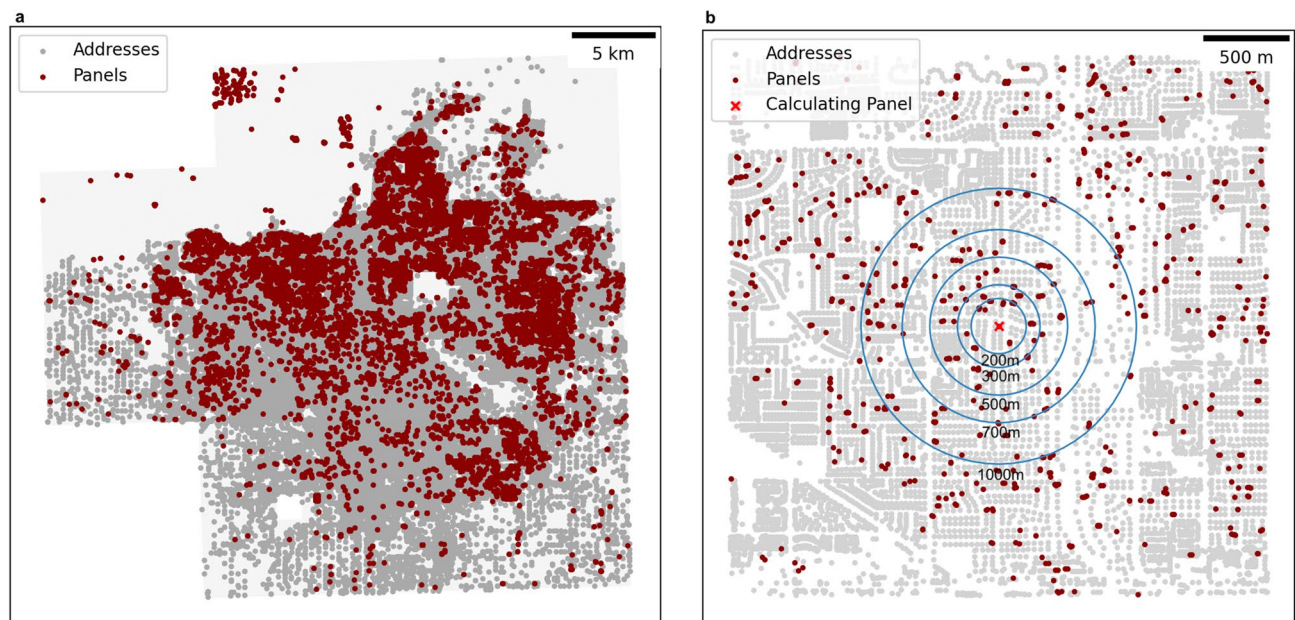 a
Addresses
Panels
5 km
b
Addresses
Panels
Calculating Panel
500 m
200m
300m
500m
700m
1000m